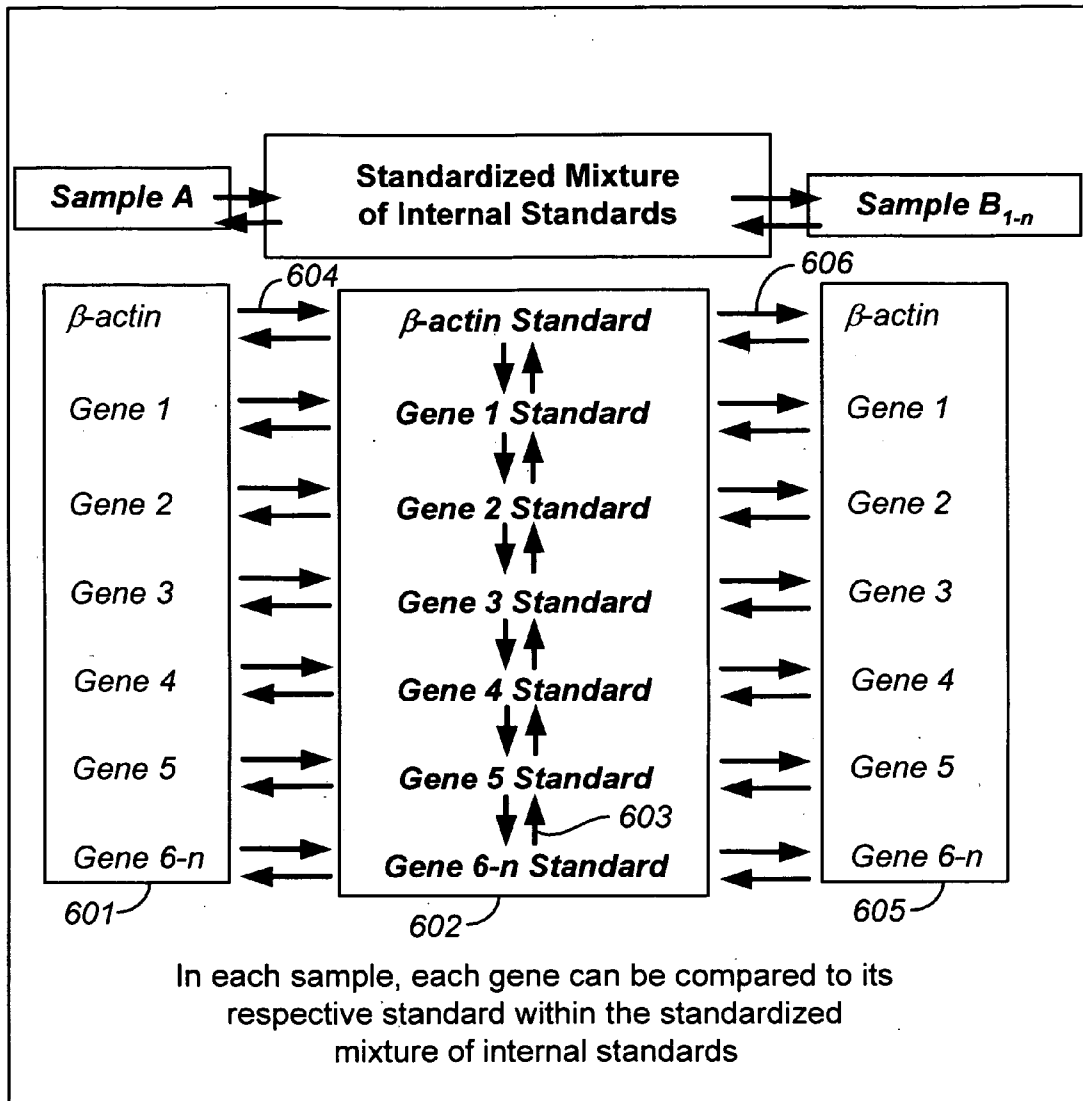 Standardized Mixture
of Internal Standards
Sample A
Sample B1-n
604
606
β-actin
β-actin Standard
β-actin
Gene 1
Gene 1 Standard
Gene 1
Gene 2
Gene 2 Standard
Gene 2
Gene 3
Gene 3 Standard
Gene 3
Gene 4
Gene 4 Standard
Gene 4
Gene 5
Gene 5 Standard
Gene 5
603
Gene 6-n
Gene 6-n Standard
Gene 6-n
601
602
605
In each sample, each gene can be compared to its
respective standard within the standardized
mixture of internal standards